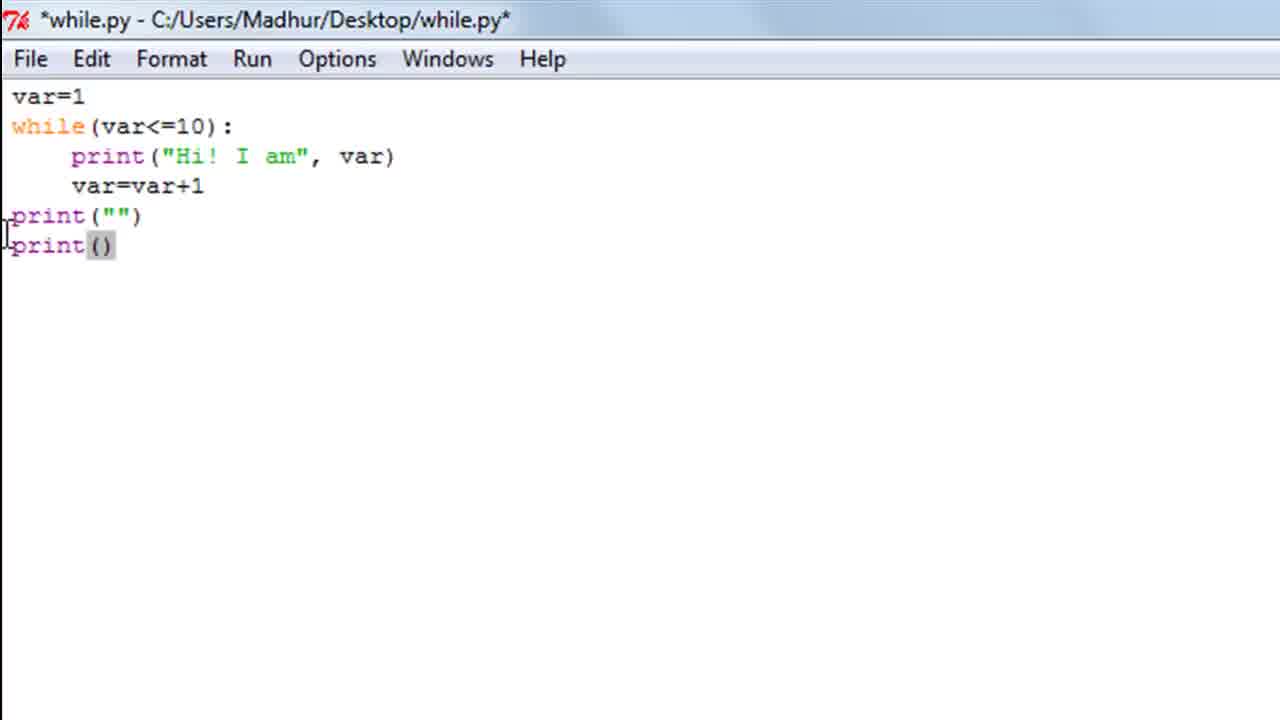 *while.py - C:/Users/Madhur/Desktop/while.py*
File Edit Format Run Options Windows Help
var=1
while(var<=10):
    print("Hi! I am", var)
    var=var+1
print("")
print()